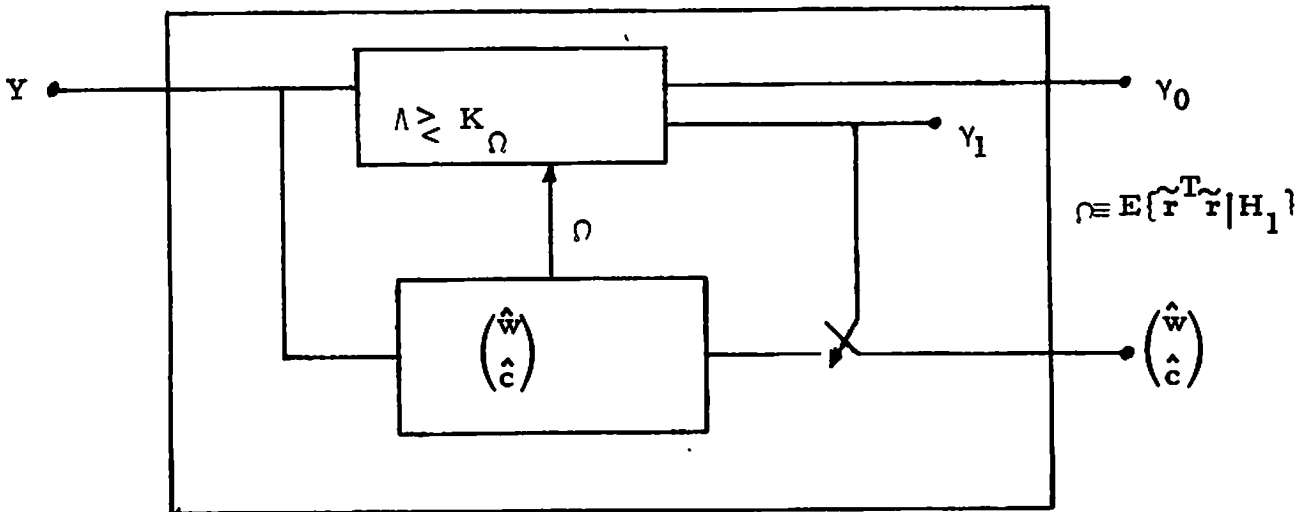 Y
Λ ≷ K_Ω
γ_0
γ_1
Ω ≡ E{r̃^T r̃ | H_1}
Ω
(ŵ ĉ)
(ŵ ĉ)